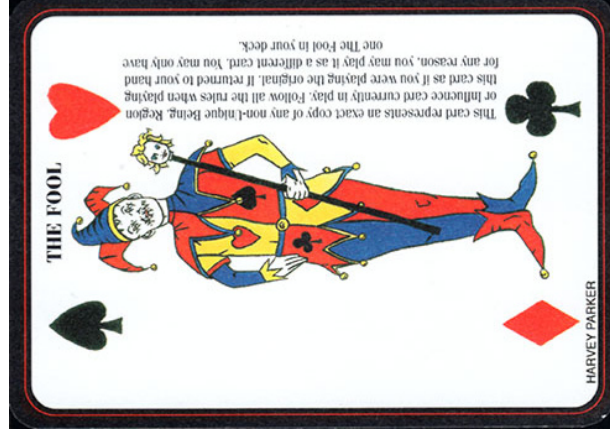 THE FOOL
This card represents an exact copy of any non-Unique Being, Region
or Influence card currently in play. Follow all the rules when playing
this card as if you were playing the original. If returned to your hand
for any reason, you may play it as a different card. You may only have
one The Fool in your deck.
HARVEY PARKER